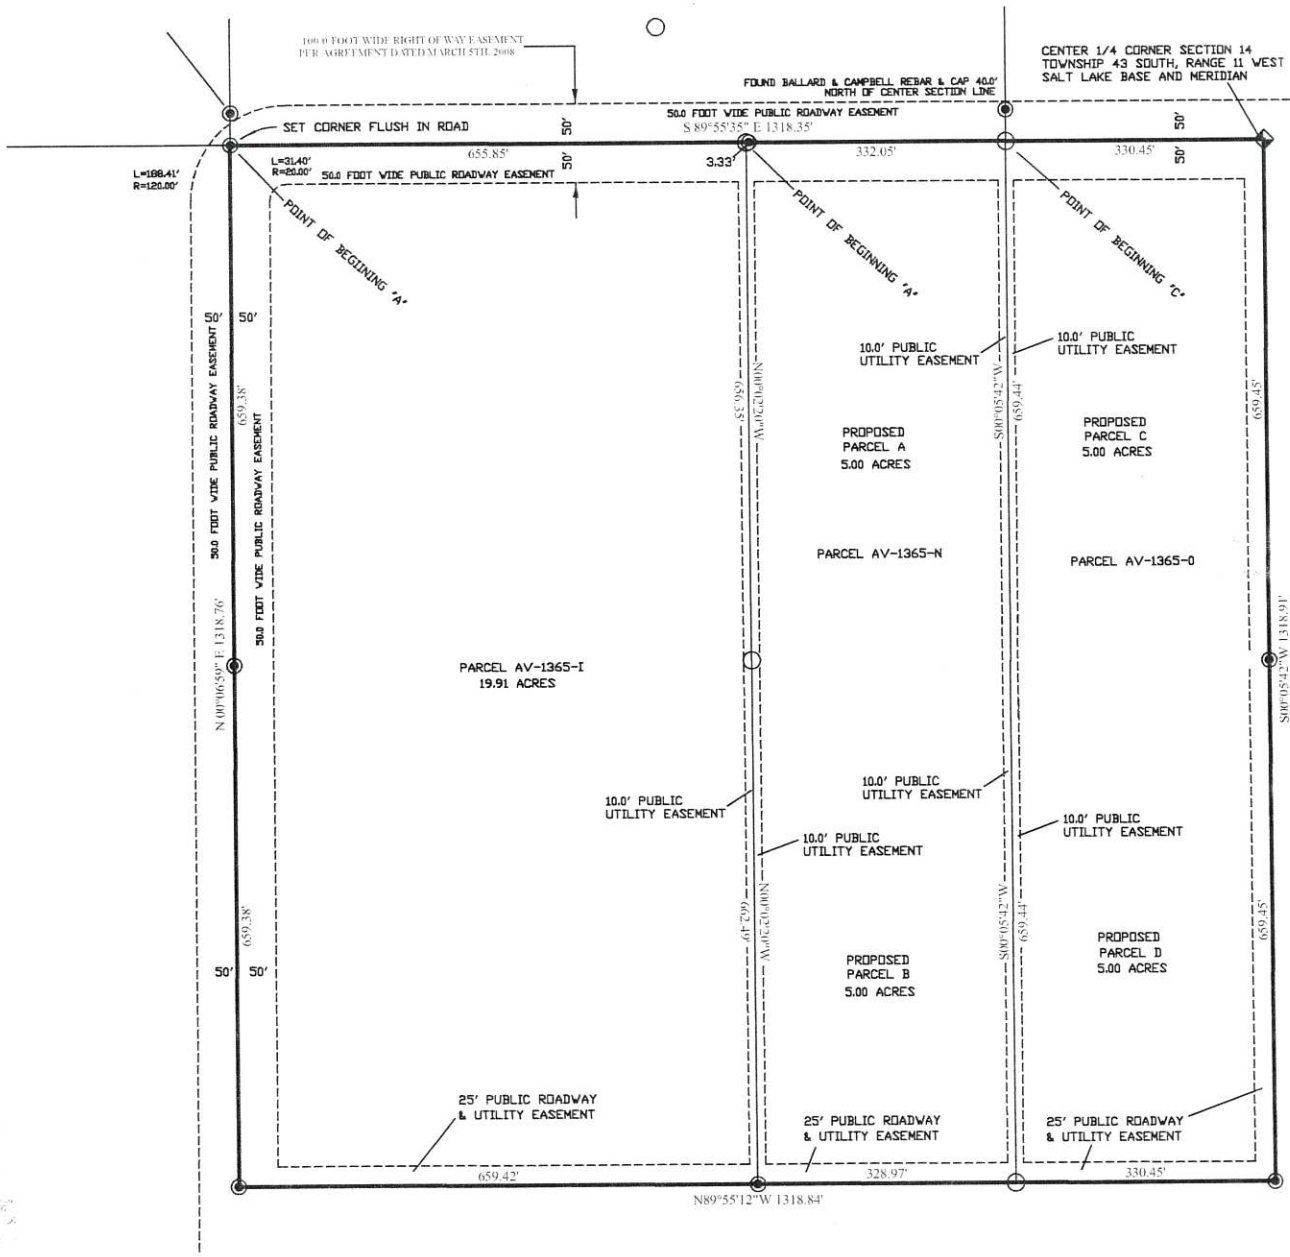 100.0 FOOT WIDE RIGHT OF WAY EASEMENT
PER AGREEMENT DATED MARCH 5TH, 2008
CENTER 1/4 CORNER SECTION 14
TOWNSHIP 43 SOUTH, RANGE 11 WEST
SALT LAKE BASE AND MERIDIAN
FOUND BALLARD & CAMPBELL REBAR & CAP 40.0'
NORTH OF CENTER SECTION LINE
50.0 FOOT WIDE PUBLIC ROADWAY EASEMENT
S 89°55'35" E 1318.35'
SET CORNER FLUSH IN ROAD
50'
50'
50'
50'
655.85'
3.33'
332.05'
330.45'
L=188.41'
R=120.00'
L=31.40'
R=20.00'
50.0 FOOT WIDE PUBLIC ROADWAY EASEMENT
POINT OF BEGIINING "A"
POINT OF BEGINNING "A"
POINT OF BEGINNING "C"
50'
50'
50.0 FOOT WIDE PUBLIC ROADWAY EASEMENT
659.38'
50.0 FOOT WIDE PUBLIC ROADWAY EASEMENT
N 00°06'59" E 1318.76'
10.0' PUBLIC
UTILITY EASEMENT
10.0' PUBLIC
UTILITY EASEMENT
656.35'
N00°02'20"W
S00°05'42"W
659.44'
659.45'
PROPOSED
PARCEL A
5.00 ACRES
PROPOSED
PARCEL C
5.00 ACRES
PARCEL AV-1365-N
PARCEL AV-1365-O
PARCEL AV-1365-I
19.91 ACRES
S00°05'42"W 1318.91'
10.0' PUBLIC
UTILITY EASEMENT
10.0' PUBLIC
UTILITY EASEMENT
10.0' PUBLIC
UTILITY EASEMENT
10.0' PUBLIC
UTILITY EASEMENT
659.38'
662.49'
N00°02'20"W
S00°05'42"W
659.44'
659.45'
50'
50'
PROPOSED
PARCEL B
5.00 ACRES
PROPOSED
PARCEL D
5.00 ACRES
25' PUBLIC ROADWAY
& UTILITY EASEMENT
25' PUBLIC ROADWAY
& UTILITY EASEMENT
25' PUBLIC ROADWAY
& UTILITY EASEMENT
659.42'
328.97'
330.45'
N89°55'12"W 1318.84'